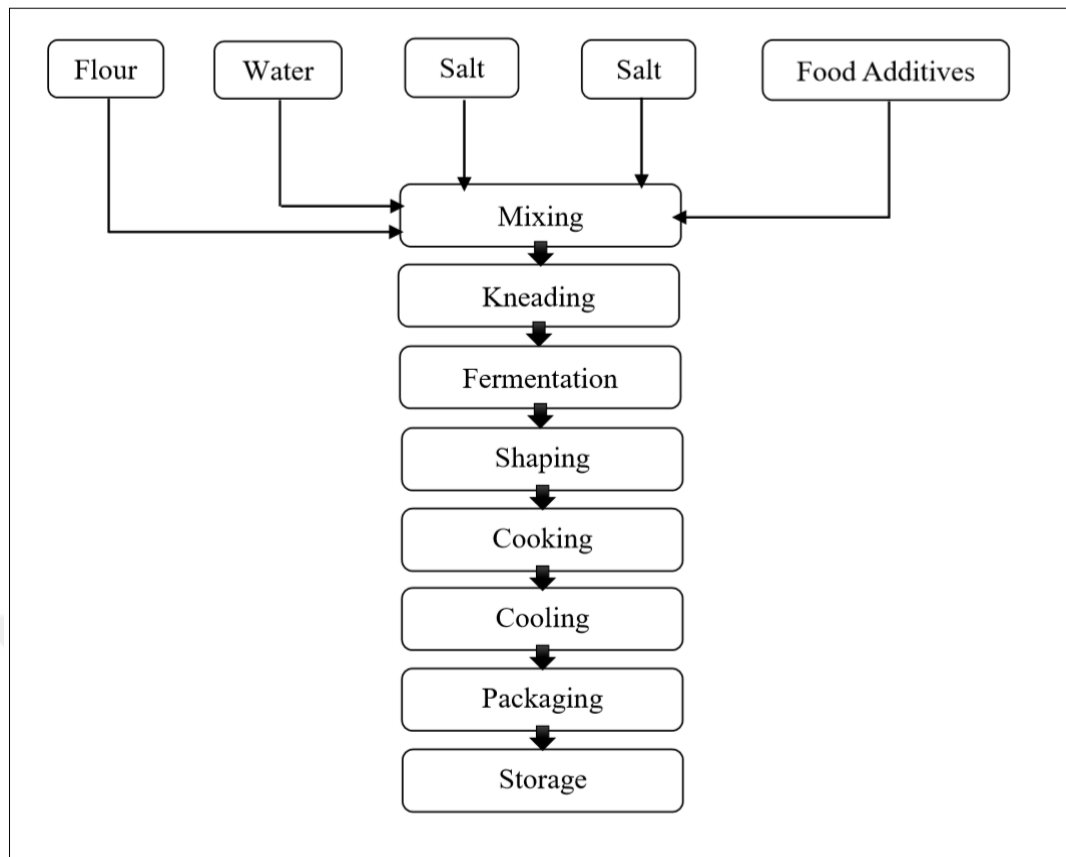 Flour
Water
Salt
Salt
Food Additives
Mixing
Kneading
Fermentation
Shaping
Cooking
Cooling
Packaging
Storage